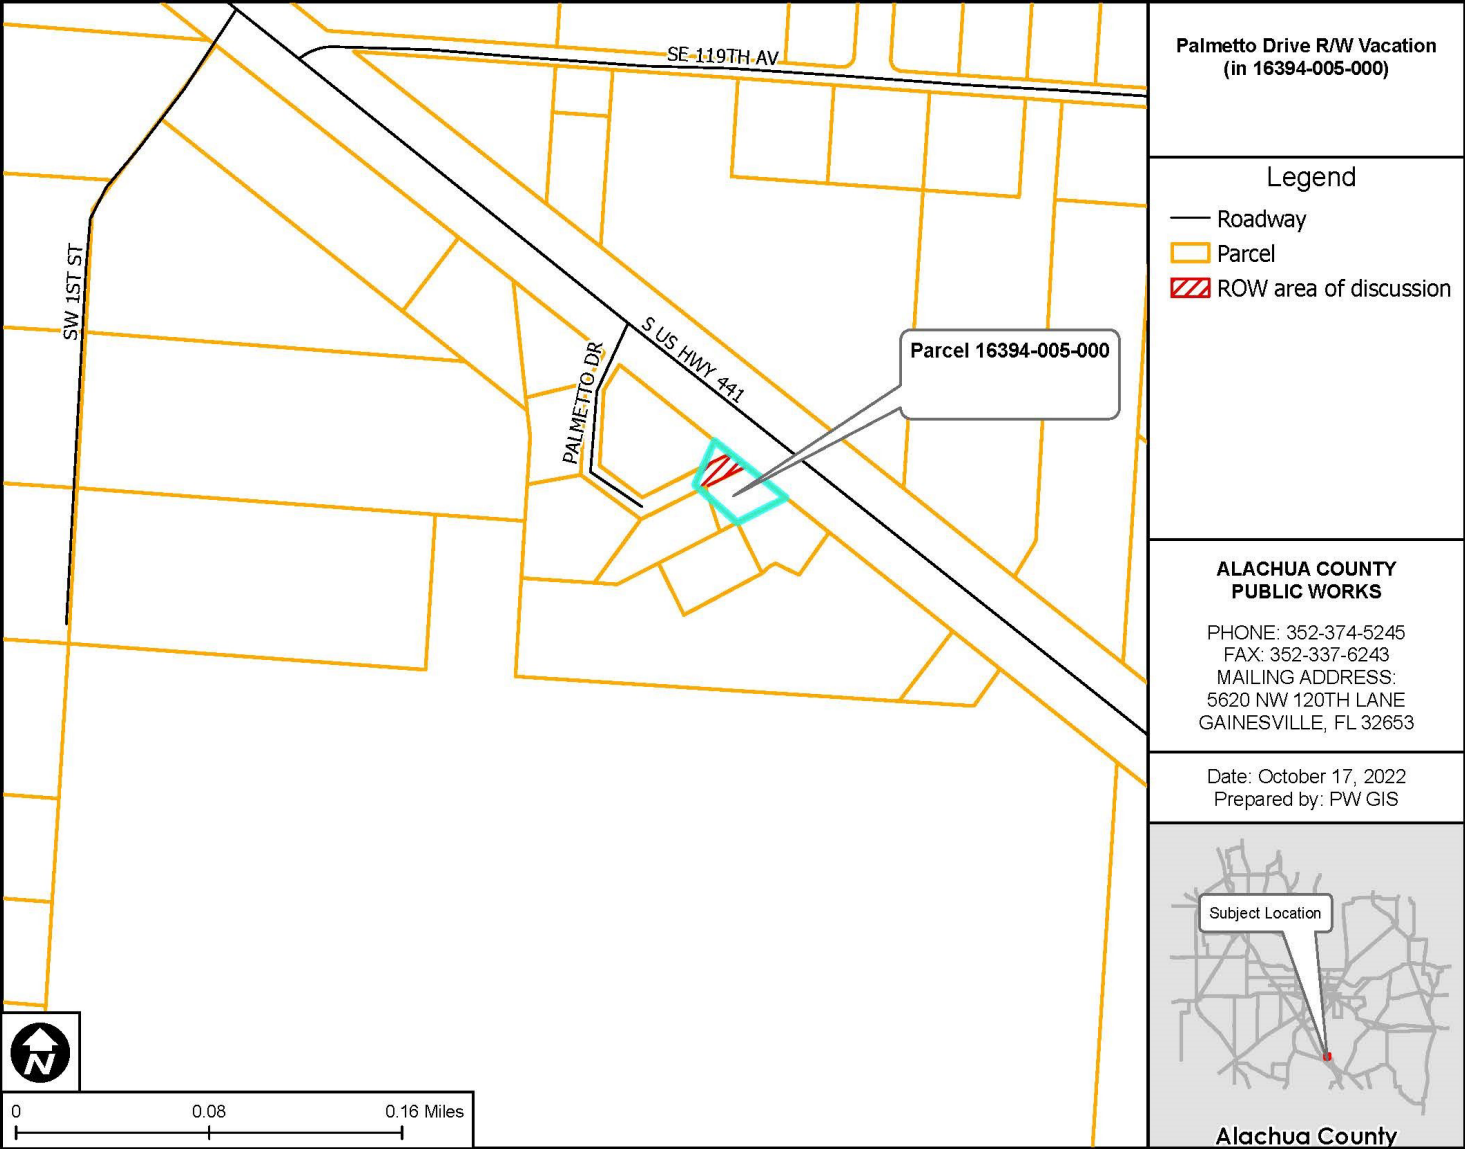 SE 119TH AV
SW 1ST ST
PALMETTO DR
S US HWY 441
Parcel 16394-005-000
N
0 0.08 0.16 Miles
Palmetto Drive R/W Vacation
(in 16394-005-000)
Legend
Roadway
Parcel
ROW area of discussion
ALACHUA COUNTY
PUBLIC WORKS
PHONE: 352-374-5245
FAX: 352-337-6243
MAILING ADDRESS:
5620 NW 120TH LANE
GAINESVILLE, FL 32653
Date: October 17, 2022
Prepared by: PW GIS
Subject Location
Alachua County